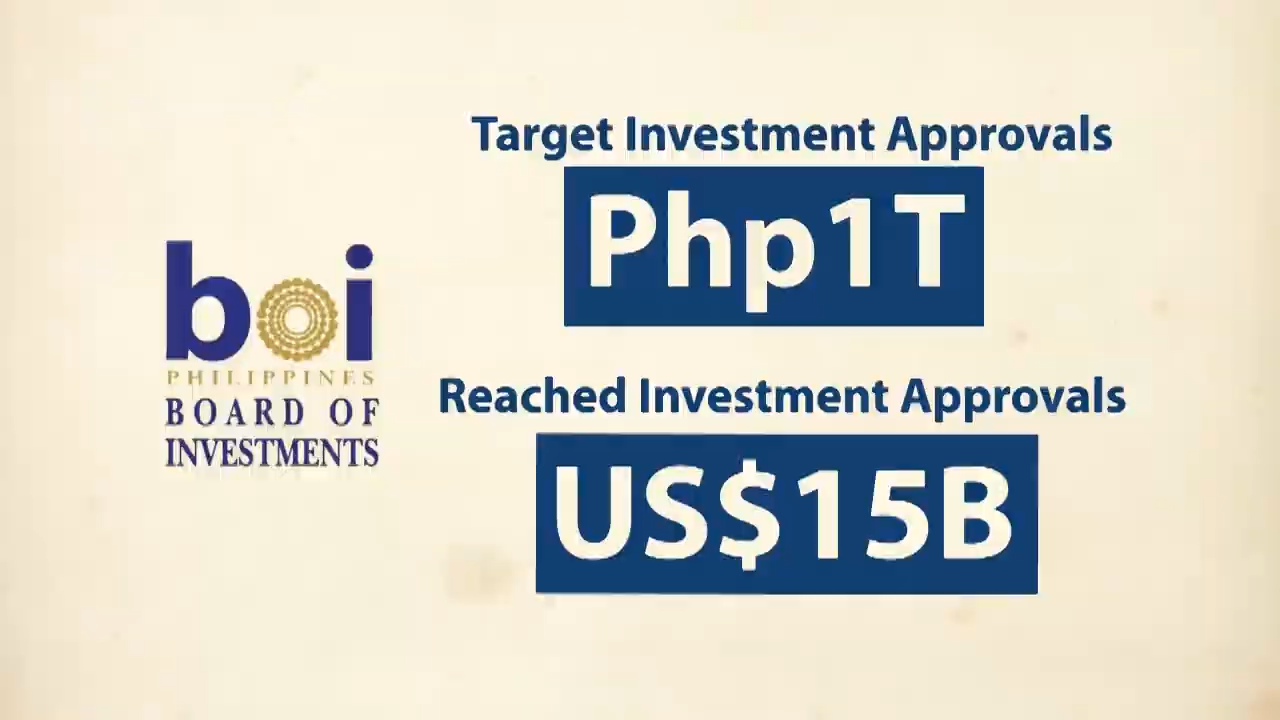 boi
PHILIPPINES
BOARD OF
INVESTMENTS
Target Investment Approvals
Php1T
Reached Investment Approvals
US$15B